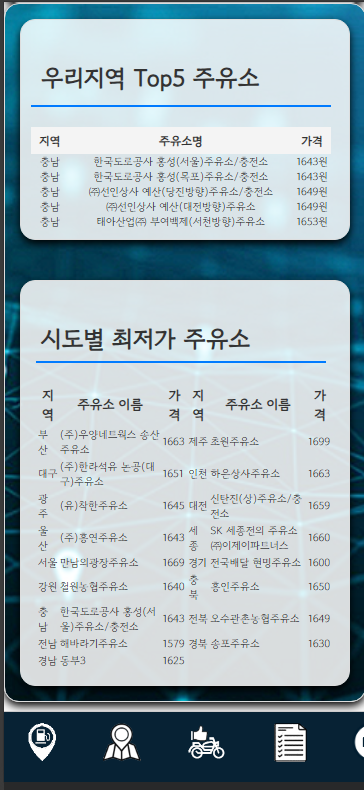 우리지역 Top5 주유소
지역 주유소명 가격
충남 한국도로공사 홍성(서울)주유소/충전소 1643원
충남 한국도로공사 홍성(목포)주유소/충전소 1643원
충남 ㈜선인상사 예산(당진방향)주유소/충전소 1649원
충남 ㈜선인상사 예산(대전방향)주유소 1649원
충남 태아산업㈜ 부여백제(서천방향)주유소 1653원
시도별 최저가 주유소
지 가 지 가
역 주유소 이름 격 역 주유소 이름 격
부 (주)우양네트웍스 송산
산 주유소 1663 제주 초원주유소 1699
대구 (주)한라석유 논공(대 1651 인천 하은상사주유소 1663
구)주유소
광 (유)착한주유소 1645 대전 신탄진(상)주유소/충 1659
주 전소
울 (주)흥연주유소 1643 세 SK 세종전의 주유소 1660
산 종 ㈜이제이파트너스
서울 만남의광장주유소 1669 경기 전국배달 현명주유소 1600
강원 철원농협주유소 1640 충 흥인주유소 1650
북
충 한국도로공사 홍성(서 1643 전북 오수관촌농협주유소 1649
남 울)주유소/충전소
전남 해바라기주유소 1579 경북 송포주유소 1630
경남 동부3 1625